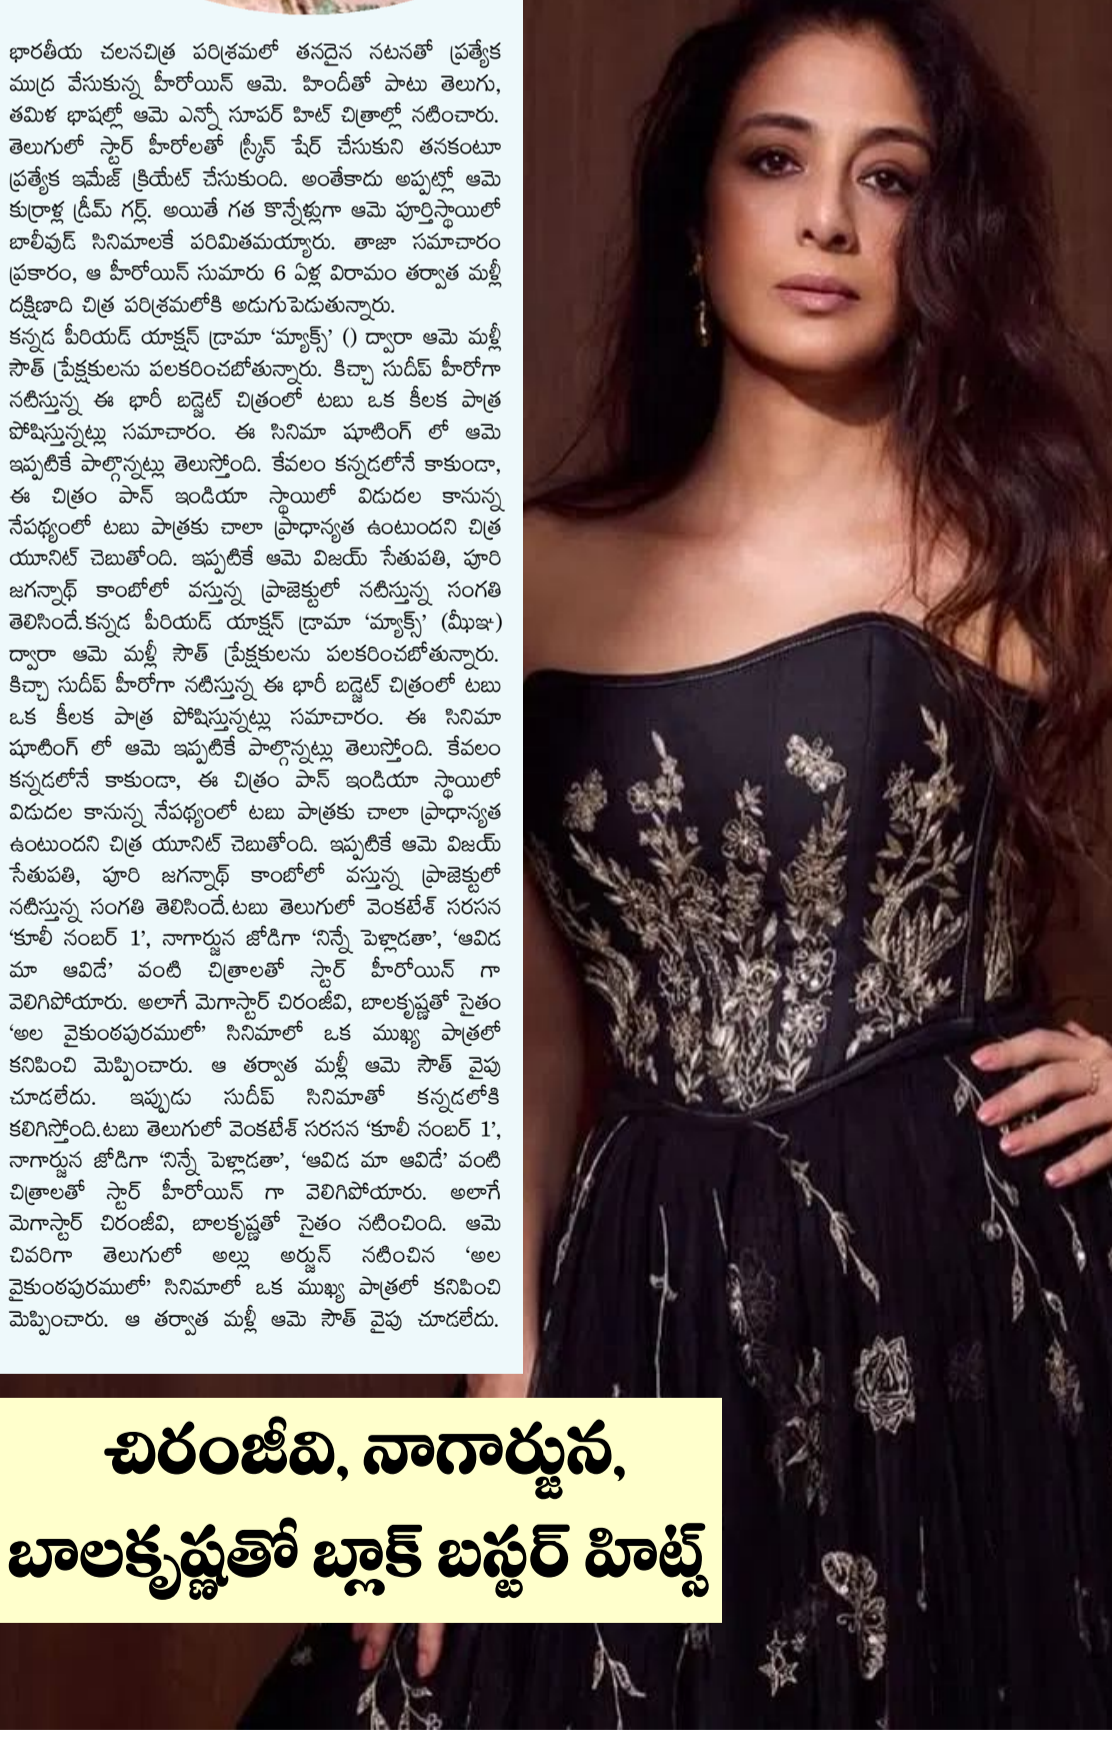 భారతీయ చలనచిత్ర పరిశ్రమలో తనదైన నటనతో ప్రత్యేక
ముద్ర వేసుకున్న హీరోయిన్ ఆమె. హిందీతో పాటు తెలుగు,
తమిళ భాషల్లో ఆమె ఎన్నో సూపర్ హిట్ చిత్రాల్లో నటించారు.
తెలుగులో స్టార్ హీరోలతో స్క్రీన్ షేర్ చేసుకుని తనకంటూ
ప్రత్యేక ఇమేజ్ క్రియేట్ చేసుకుంది. అంతేకాదు అప్పట్లో ఆమె
కుర్రాళ్ల డ్రీమ్ గర్ల్. అయితే గత కొన్నేళ్లుగా ఆమె పూర్తిస్థాయిలో
బాలీవుడ్ సినిమాలకే పరిమితమయ్యారు. తాజా సమాచారం
ప్రకారం, ఆ హీరోయిన్ సుమారు 6 ఏళ్ల విరామం తర్వాత మళ్లీ
దక్షిణాది చిత్ర పరిశ్రమలోకి అడుగుపెడుతున్నారు.
కన్నడ పీరియడ్ యాక్షన్ డ్రామా ‘మ్యాక్స్’ () ద్వారా ఆమె మళ్లీ
సౌత్ ప్రేక్షకులను పలకరించబోతున్నారు. కిచ్చా సుదీప్ హీరోగా
నటిస్తున్న ఈ భారీ బడ్జెట్ చిత్రంలో టబు ఒక కీలక పాత్ర
పోషిస్తున్నట్లు సమాచారం. ఈ సినిమా షూటింగ్ లో ఆమె
ఇప్పటికే పాల్గొన్నట్లు తెలుస్తోంది. కేవలం కన్నడలోనే కాకుండా,
ఈ చిత్రం పాన్ ఇండియా స్థాయిలో విడుదల కానున్న
నేపథ్యంలో టబు పాత్రకు చాలా ప్రాధాన్యత ఉంటుందని చిత్ర
యూనిట్ చెబుతోంది. ఇప్పటికే ఆమె విజయ్ సేతుపతి, పూరి
జగన్నాథ్ కాంబోలో వస్తున్న ప్రాజెక్టులో నటిస్తున్న సంగతి
తెలిసిందే.కన్నడ పీరియడ్ యాక్షన్ డ్రామా ‘మ్యాక్స్’ (మీఞ)
ద్వారా ఆమె మళ్లీ సౌత్ ప్రేక్షకులను పలకరించబోతున్నారు.
కిచ్చా సుదీప్ హీరోగా నటిస్తున్న ఈ భారీ బడ్జెట్ చిత్రంలో టబు
ఒక కీలక పాత్ర పోషిస్తున్నట్లు సమాచారం. ఈ సినిమా
షూటింగ్ లో ఆమె ఇప్పటికే పాల్గొన్నట్లు తెలుస్తోంది. కేవలం
కన్నడలోనే కాకుండా, ఈ చిత్రం పాన్ ఇండియా స్థాయిలో
విడుదల కానున్న నేపథ్యంలో టబు పాత్రకు చాలా ప్రాధాన్యత
ఉంటుందని చిత్ర యూనిట్ చెబుతోంది. ఇప్పటికే ఆమె విజయ్
సేతుపతి, పూరి జగన్నాథ్ కాంబోలో వస్తున్న ప్రాజెక్టులో
నటిస్తున్న సంగతి తెలిసిందే.టబు తెలుగులో వెంకటేశ్ సరసన
‘కూలీ నంబర్ 1’, నాగార్జున జోడిగా ‘నిన్నే పెళ్లాడతా’, ‘ఆవిడ
మా ఆవిడే’ వంటి చిత్రాలతో స్టార్ హీరోయిన్ గా
వెలిగిపోయారు. అలాగే మెగాస్టార్ చిరంజీవి, బాలకృష్ణతో సైతం
‘అల వైకుంఠపురములో’ సినిమాలో ఒక ముఖ్య పాత్రలో
కనిపించి మెప్పించారు. ఆ తర్వాత మళ్లీ ఆమె సౌత్ వైపు
చూడలేదు. ఇప్పుడు సుదీప్ సినిమాతో కన్నడలోకి
కలిగిస్తోంది.టబు తెలుగులో వెంకటేశ్ సరసన ‘కూలీ నంబర్ 1’,
నాగార్జున జోడిగా ‘నిన్నే పెళ్లాడతా’, ‘ఆవిడ మా ఆవిడే’ వంటి
చిత్రాలతో స్టార్ హీరోయిన్ గా వెలిగిపోయారు. అలాగే
మెగాస్టార్ చిరంజీవి, బాలకృష్ణతో సైతం నటించింది. ఆమె
చివరిగా తెలుగులో అల్లు అర్జున్ నటించిన ‘అల
వైకుంఠపురములో’ సినిమాలో ఒక ముఖ్య పాత్రలో కనిపించి
మెప్పించారు. ఆ తర్వాత మళ్లీ ఆమె సౌత్ వైపు చూడలేదు.
చిరంజీవి, నాగార్జున,
బాలకృష్ణతో బ్లాక్ బస్టర్ హిట్స్